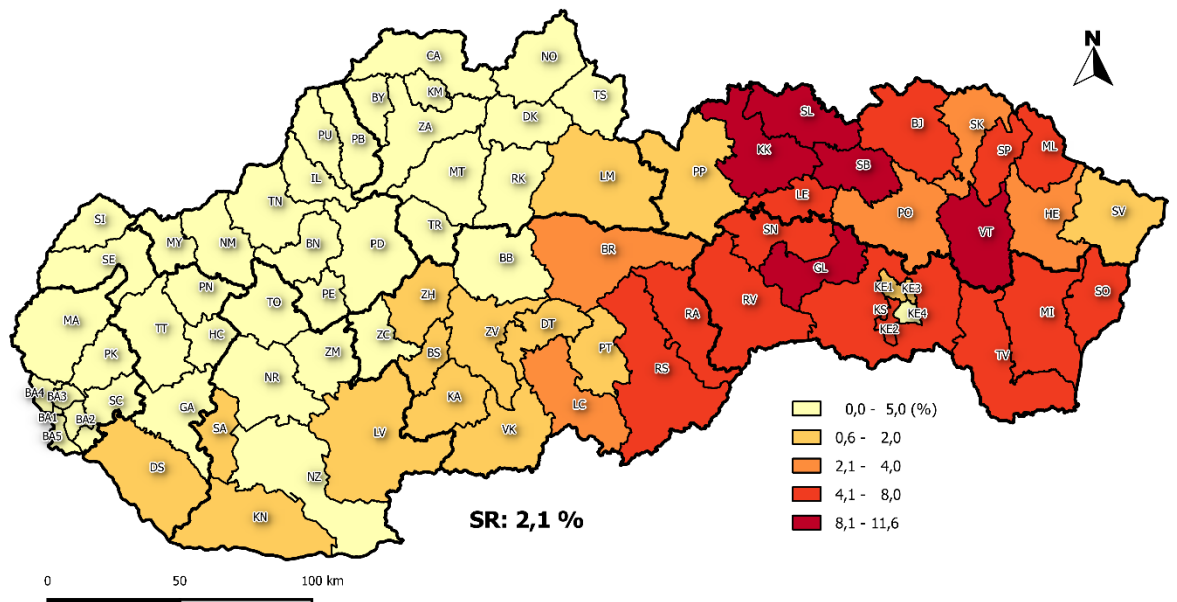 N
CA
NO
BY
KM
TS
PU
PB
ZA
DK
SL
BJ
SK
ML
SP
KK
SB
IL
MT
RK
LM
PP
LE
TN
PO
HE
SV
SI
MY
NM
BN
PD
TR
SN
VT
SE
BB
BR
GL
PN
TO
PE
ZH
KE1
KE3
SO
MA
TT
HC
ZC
ZV
DT
RV
RA
KS
KE4
MI
PK
ZM
BS
PT
KE2
TV
NR
RS
BA4
BA3
SC
GA
KA
LC
BA1
BA2
SA
LV
VK
BA5
DS
NZ
KN
0,0 - 5,0 (%)
0,6 - 2,0
2,1 - 4,0
4,1 - 8,0
8,1 - 11,6
SR: 2,1 %
0 50 100 km